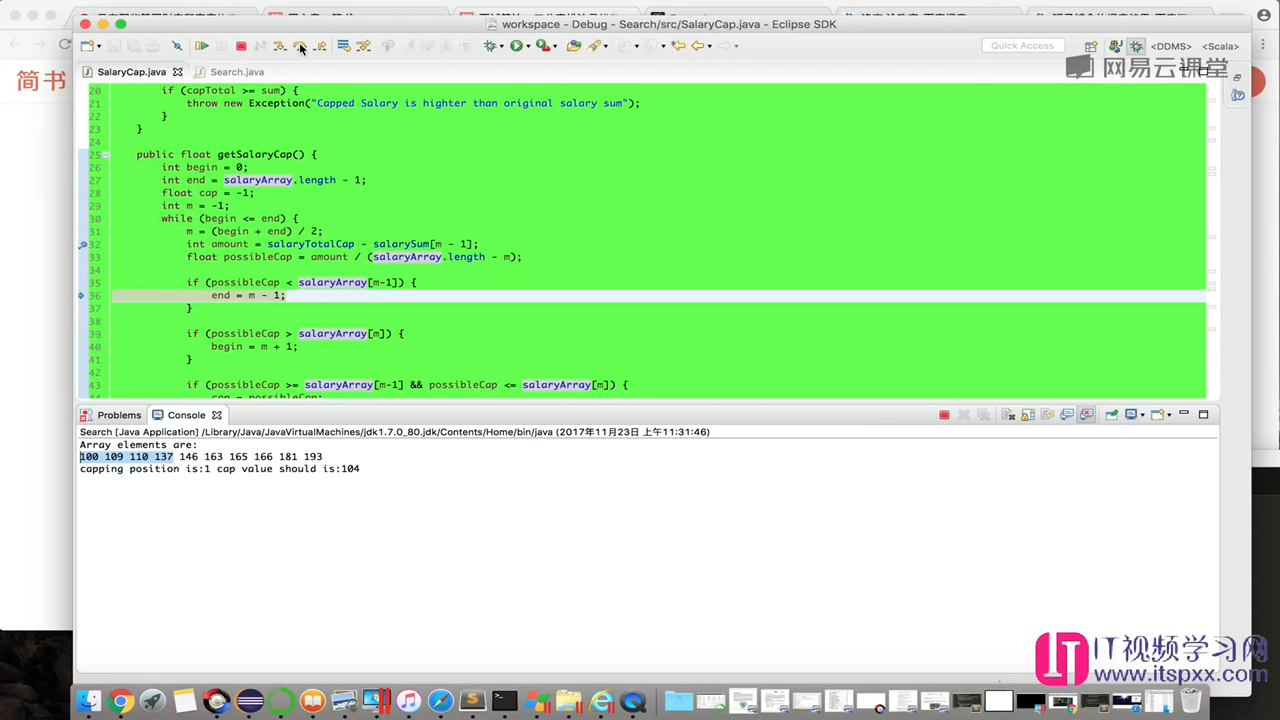 workspace - Debug - Search/src/SalaryCap.java - Eclipse SDK
Quick Access
<DDMS>
<Scala>
简书
网易云课堂
SalaryCap.java
Search.java
20 if (capTotal >= sum) {
21 throw new Exception("Capped Salary is highter than original salary sum");
22 }
23 }
24
25 public float getSalaryCap() {
26 int begin = 0;
27 int end = salaryArray.length - 1;
28 float cap = -1;
29 int m = -1;
30 while (begin <= end) {
31 m = (begin + end) / 2;
32 int amount = salaryTotalCap - salarySum[m - 1];
33 float possibleCap = amount / (salaryArray.length - m);
34
35 if (possibleCap < salaryArray[m-1]) {
36 end = m - 1;
37 }
38
39 if (possibleCap > salaryArray[m]) {
40 begin = m + 1;
41 }
42
43 if (possibleCap >= salaryArray[m-1] && possibleCap <= salaryArray[m]) {
cap = possibleCap;
Problems
Console
Search [Java Application] /Library/Java/JavaVirtualMachines/jdk1.7.0_80.jdk/Contents/Home/bin/java (2017年11月23日 上午11:31:46)
Array elements are:
100 109 110 137 146 163 165 166 181 193
capping position is:1 cap value should is:104
IT
IT视频学习网
www.itspxx.com